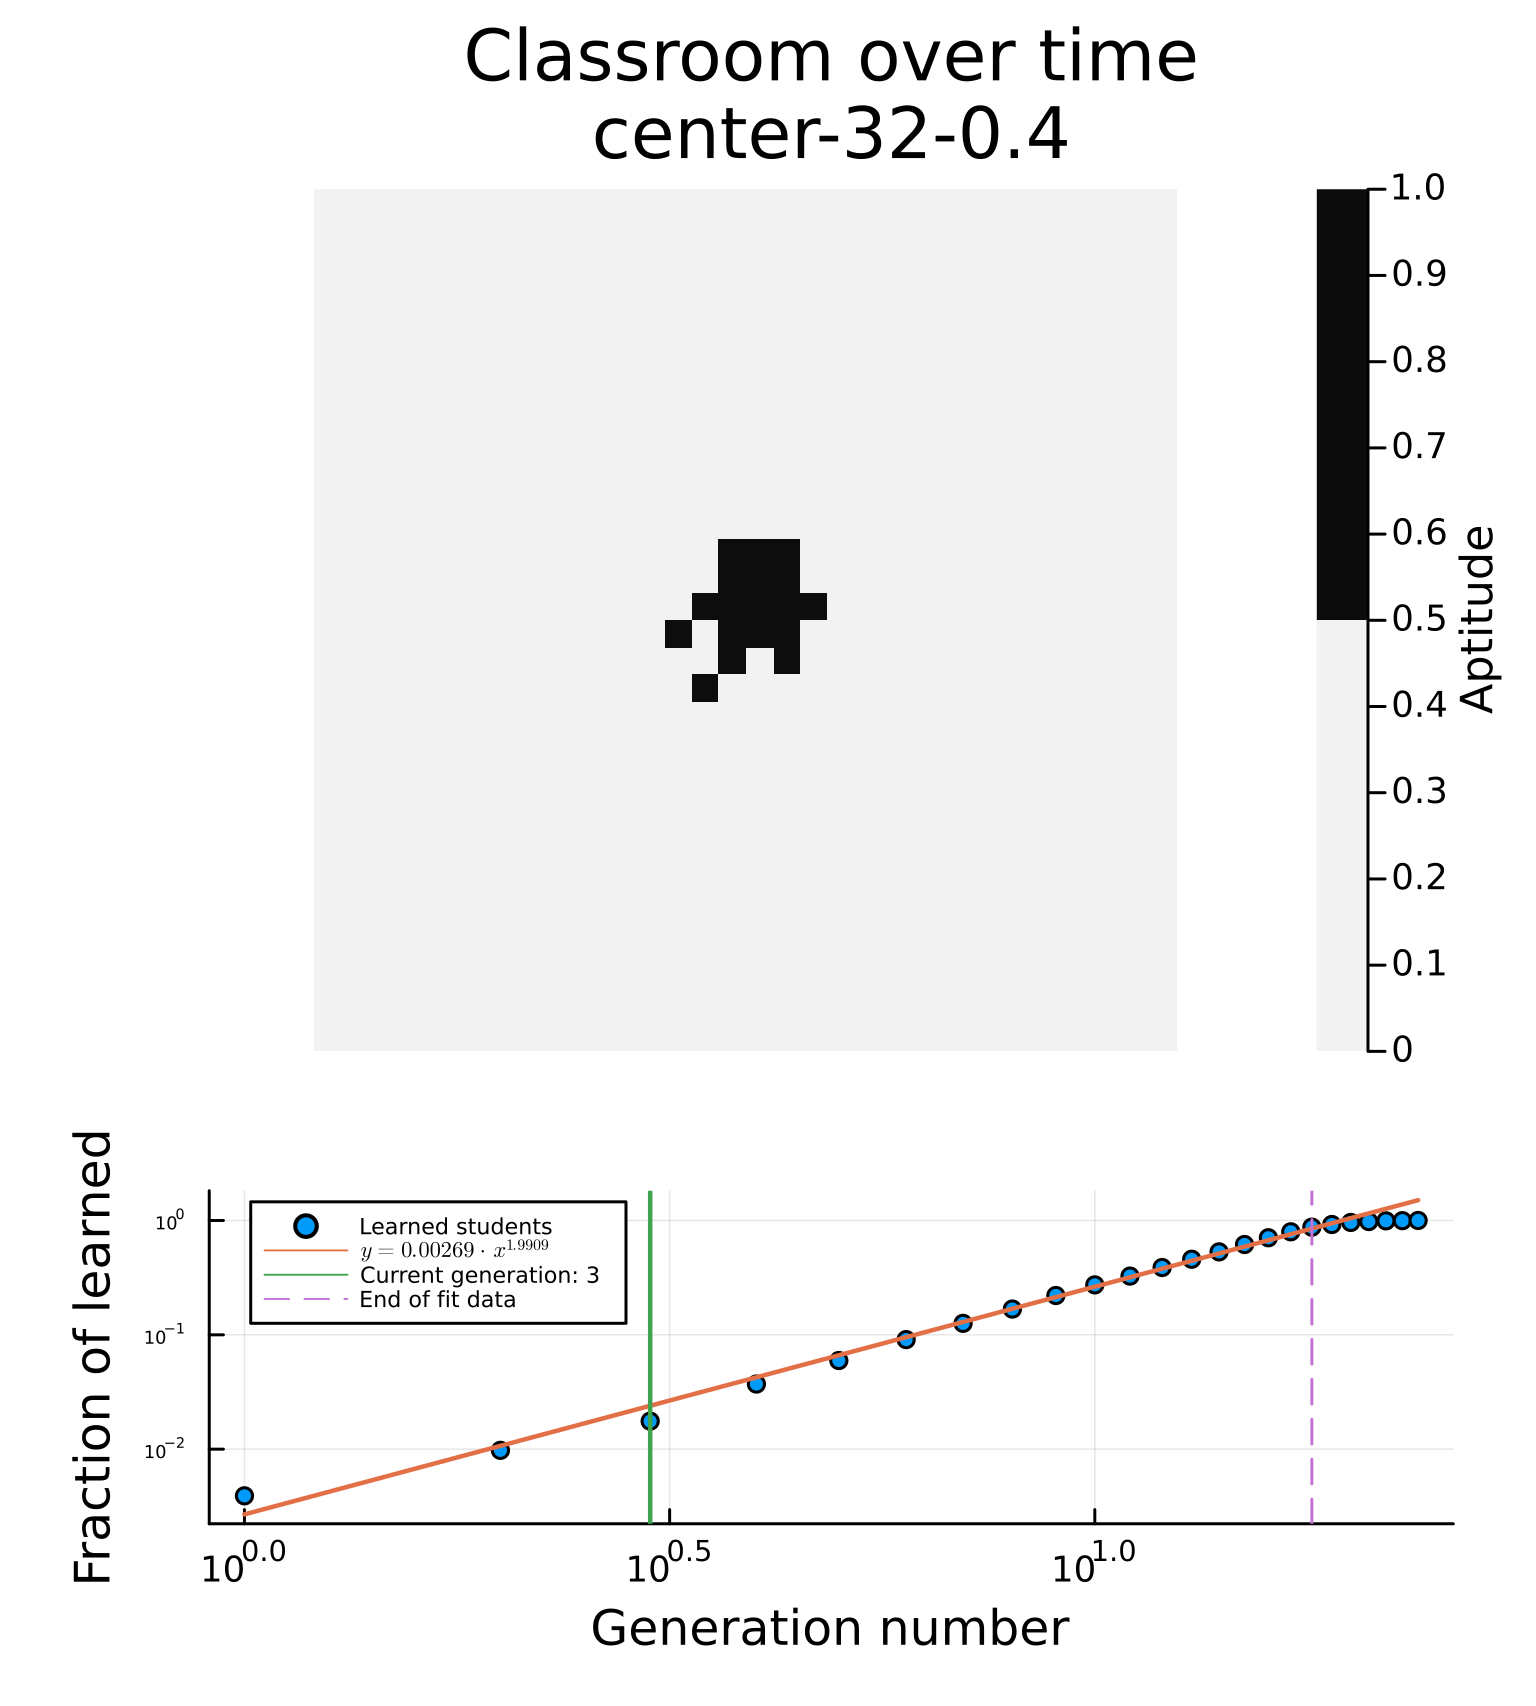 Classroom over time
center-32-0.4
1.0
0.9
0.8
0.7
0.6
0.5
0.4
0.3
0.2
0.1
0
Aptitude
Fraction of learned
10^0
10^−1
10^−2
Learned students
y = 0.00269 · x^1.9909
Current generation: 3
End of fit data
10^0.0
10^0.5
10^1.0
Generation number